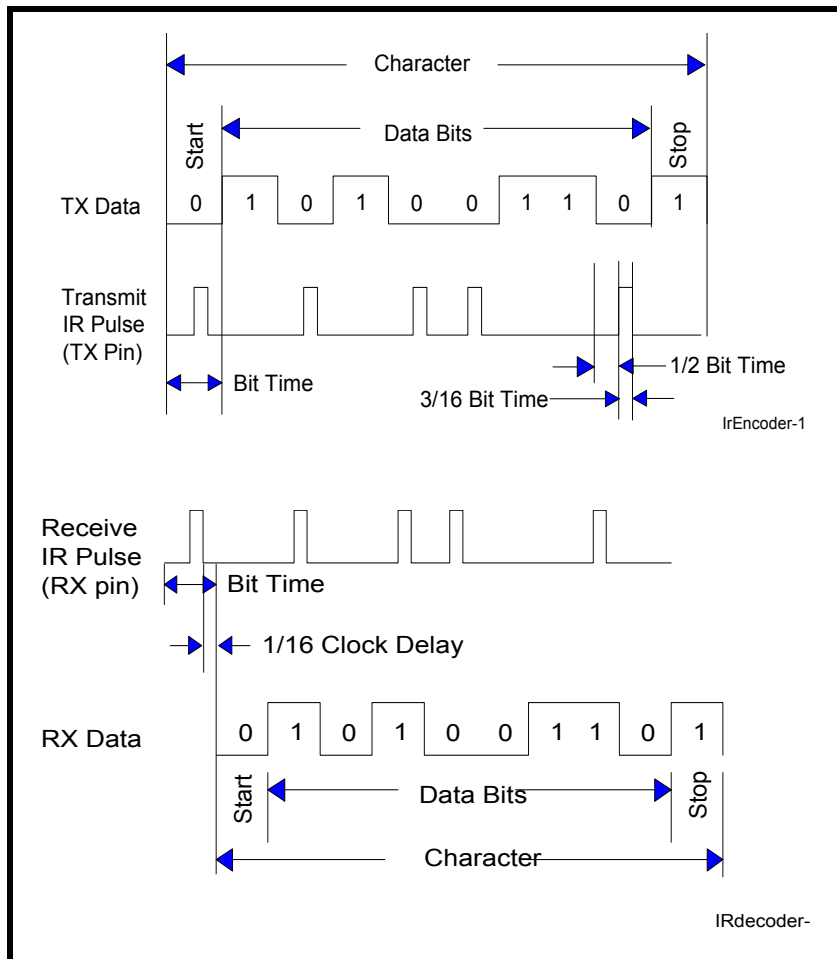 Character
Start
Data Bits
Stop
TX Data
0 1 0 1 0 0 1 1 0 1
Transmit
IR Pulse
(TX Pin)
Bit Time
1/2 Bit Time
3/16 Bit Time
IrEncoder-1
Receive
IR Pulse
(RX pin)
Bit Time
1/16 Clock Delay
RX Data
0 1 0 1 0 0 1 1 0 1
Start
Data Bits
Stop
Character
IRdecoder-